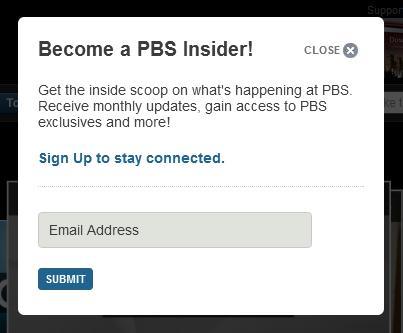 Suppor
Become a PBS Insider!
CLOSE
Get the inside scoop on what's happening at PBS.
Receive monthly updates, gain access to PBS
exclusives and more!
Sign Up to stay connected.
Email Address
SUBMIT